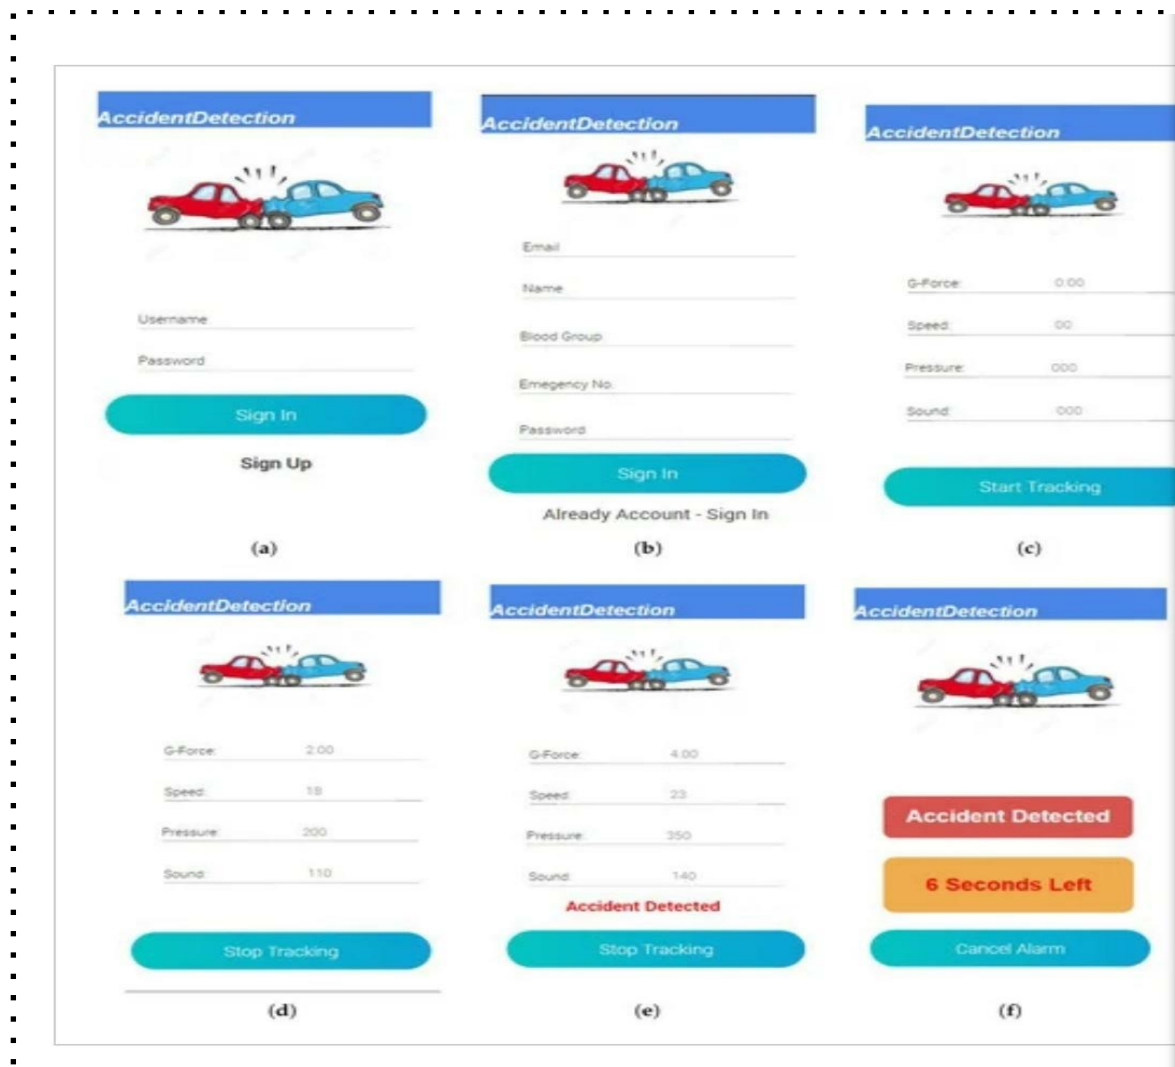 AccidentDetection
Username
Password
Sign In
Sign Up
(a)
AccidentDetection
Email
Name
Blood Group
Emegency No.
Password
Sign In
Already Account - Sign In
(b)
AccidentDetection
G-Force: 0.00
Speed: 00
Pressure: 000
Sound: 000
Start Tracking
(c)
AccidentDetection
G-Force: 2.00
Speed: 18
Pressure: 200
Sound: 110
Stop Tracking
(d)
AccidentDetection
G-Force: 4.00
Speed: 23
Pressure: 350
Sound: 140
Accident Detected
Stop Tracking
(e)
AccidentDetection
Accident Detected
6 Seconds Left
Cancel Alarm
(f)